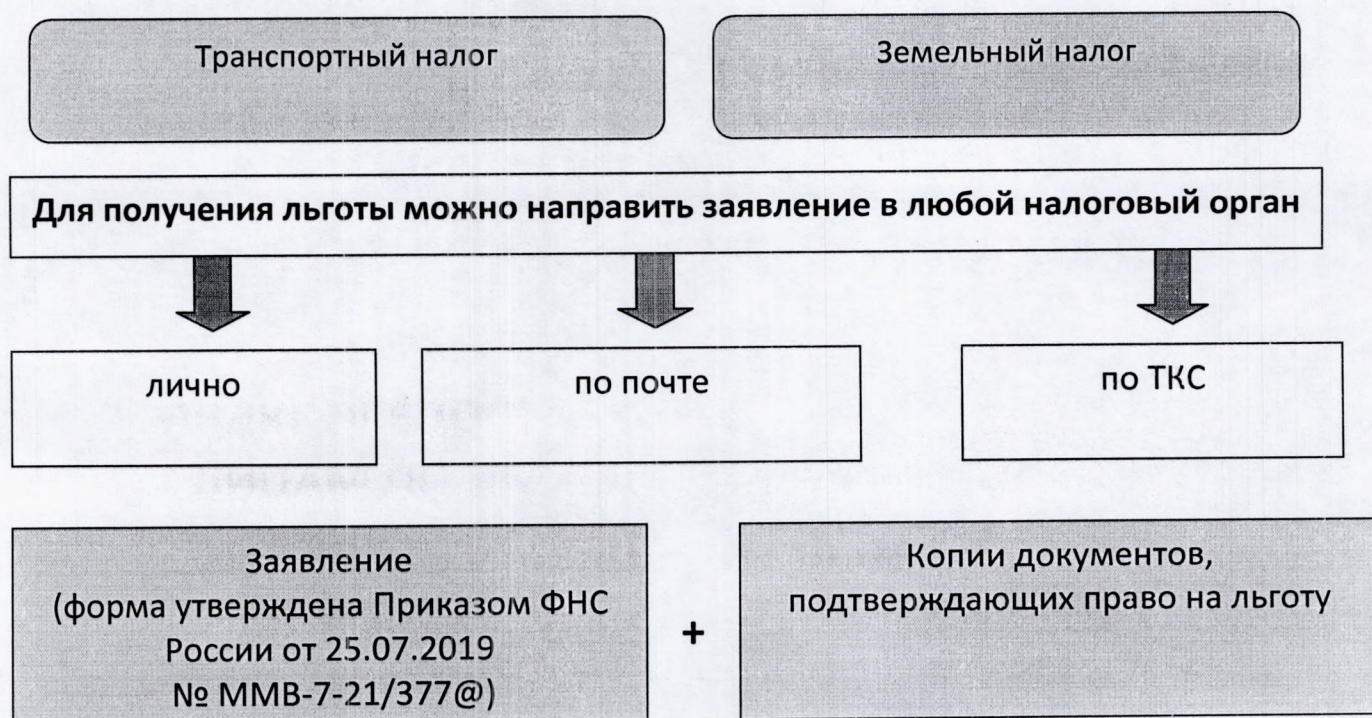 Транспортный налог
Земельный налог
Для получения льготы можно направить заявление в любой налоговый орган
лично
по почте
по ТКС
Заявление
(форма утверждена Приказом ФНС
России от 25.07.2019
№ ММВ-7-21/377@)
+
Копии документов,
подтверждающих право на льготу